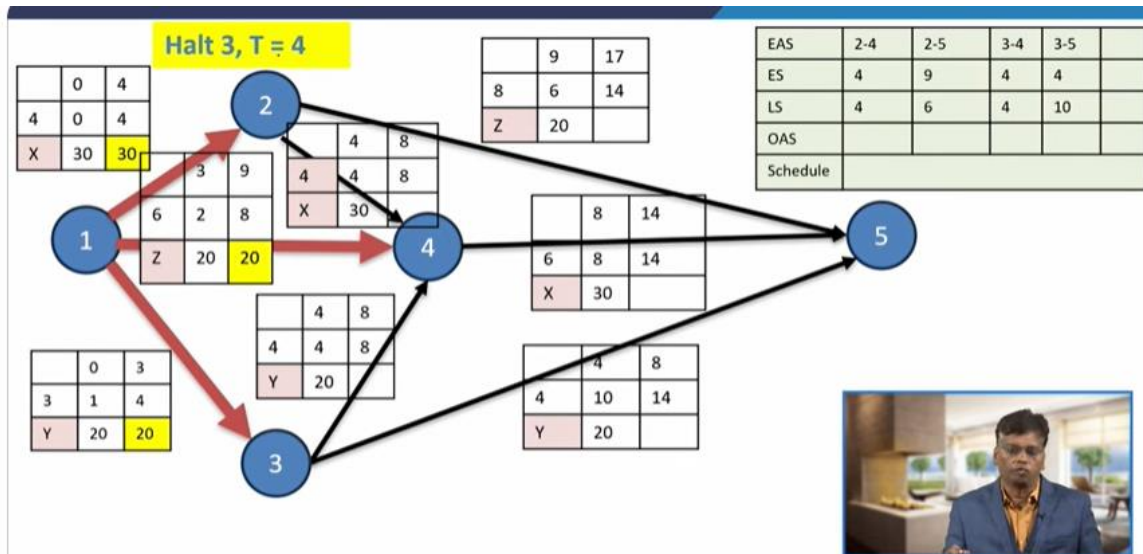 Halt 3, T = 4
EAS 2-4 2-5 3-4 3-5
ES 4 9 4 4
LS 4 6 4 10
OAS
Schedule
0 4
4 0 4
X 30 30
2
9 17
8 6 14
Z 20
4 8
4 4 8
X 30
3 9
6 2 8
Z 20 20
1
4
5
8 14
6 8 14
X 30
4 8
4 4 8
Y 20
0 3
3 1 4
Y 20 20
3
4 8
4 10 14
Y 20